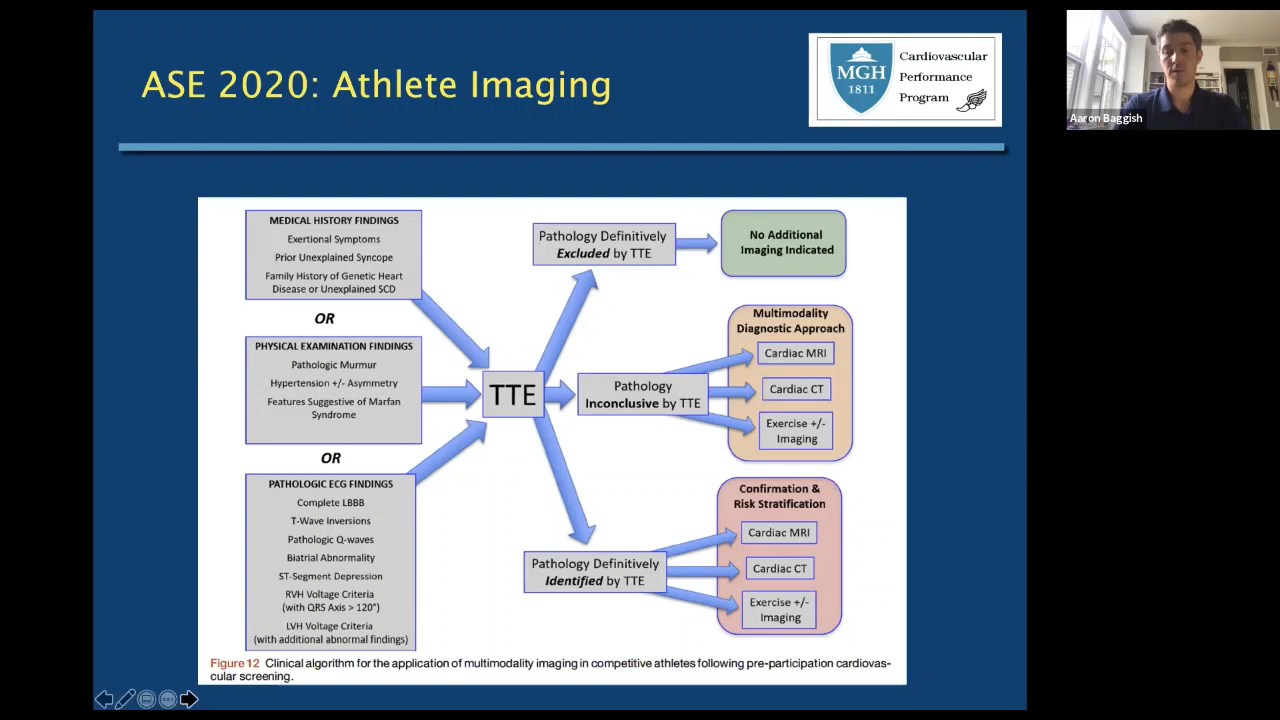 ASE 2020: Athlete Imaging
MGH
1811
Cardiovascular
Performance
Program
Aaron Baggish
MEDICAL HISTORY FINDINGS
Exertional Symptoms
Prior Unexplained Syncope
Family History of Genetic Heart
Disease or Unexplained SCD
OR
PHYSICAL EXAMINATION FINDINGS
Pathologic Murmur
Hypertension +/- Asymmetry
Features Suggestive of Marfan
Syndrome
OR
PATHOLOGIC ECG FINDINGS
Complete LBBB
T-Wave Inversions
Pathologic Q-waves
Biatrial Abnormality
ST-Segment Depression
RVH Voltage Criteria
(with QRS Axis > 120°)
LVH Voltage Criteria
(with additional abnormal findings)
TTE
Pathology Definitively
Excluded by TTE
No Additional
Imaging Indicated
Pathology
Inconclusive by TTE
Multimodality
Diagnostic Approach
Cardiac MRI
Cardiac CT
Exercise +/-
Imaging
Pathology Definitively
Identified by TTE
Confirmation &
Risk Stratification
Cardiac MRI
Cardiac CT
Exercise +/-
Imaging
Figure 12 Clinical algorithm for the application of multimodality imaging in competitive athletes following pre-participation cardiovas-
cular screening.